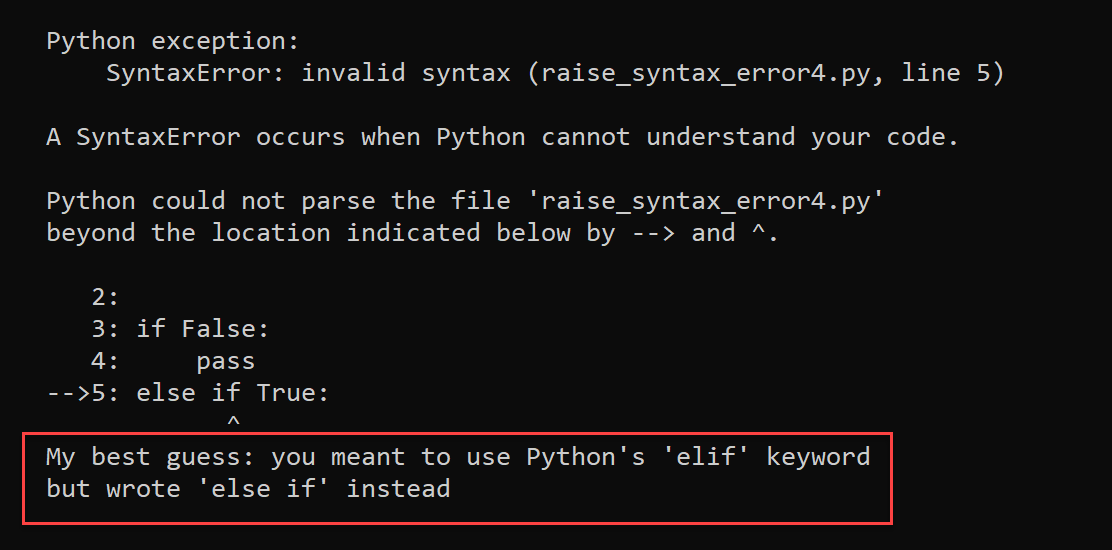 Python exception:
    SyntaxError: invalid syntax (raise_syntax_error4.py, line 5)
A SyntaxError occurs when Python cannot understand your code.
Python could not parse the file 'raise_syntax_error4.py'
beyond the location indicated below by --> and ^.
   2:
   3: if False:
   4:     pass
-->5: else if True:
            ^
My best guess: you meant to use Python's 'elif' keyword
but wrote 'else if' instead